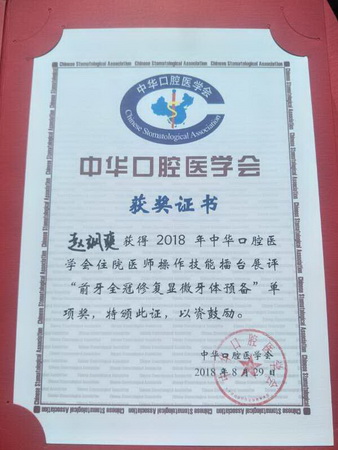 Chinese Stomatological Association
中华口腔医学会
Chinese Stomatological Association
中华口腔医学会
获奖证书
赵飒爽获得 2018 年中华口腔医
学会住院医师操作技能擂台展评
“前牙全冠修复显微牙体预备”单
项奖，特颁此证，以资鼓励。
中华口腔医学会
2018 年 8 月 29 日